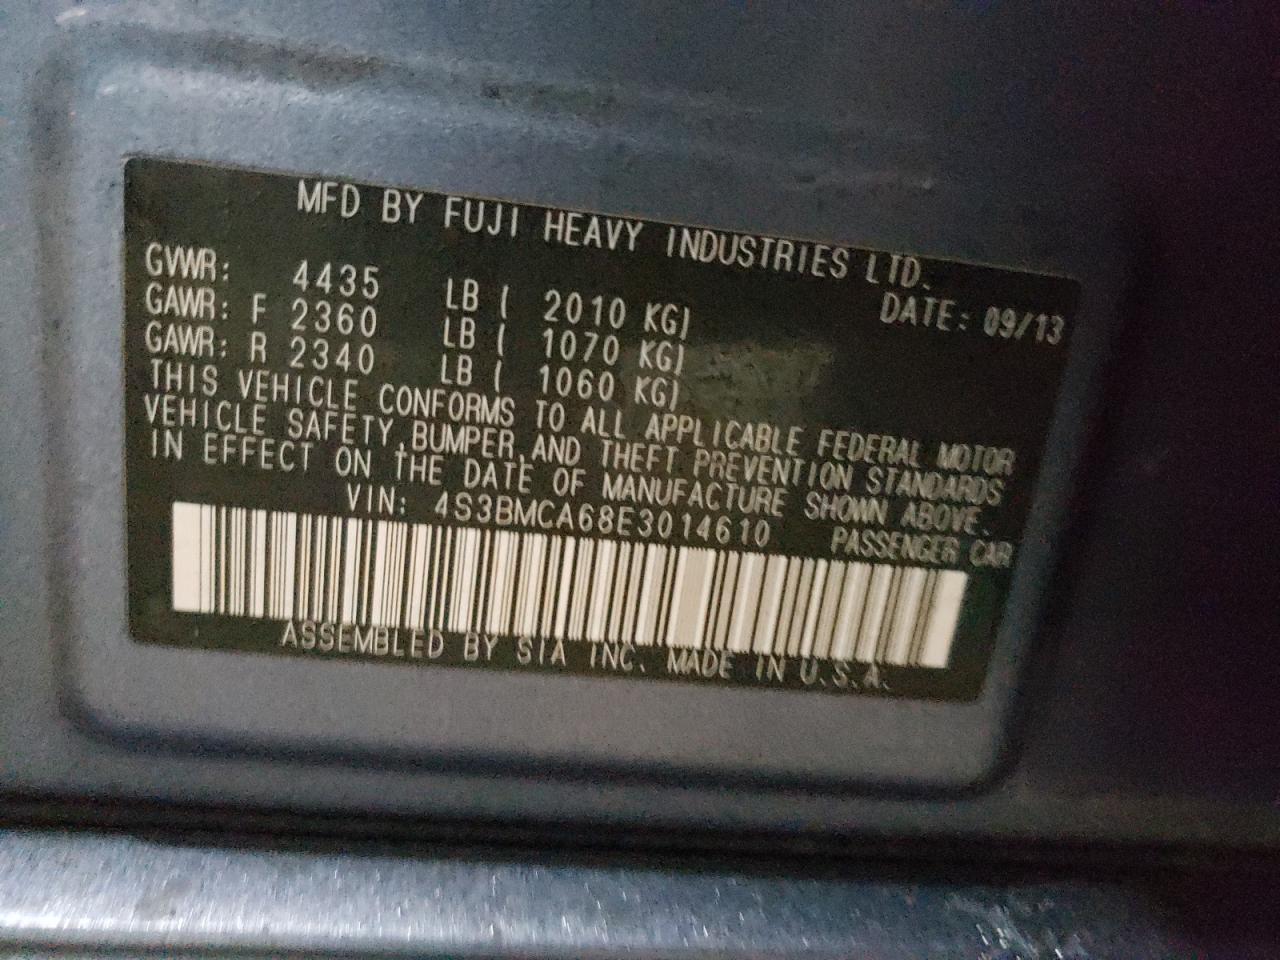 MFD BY FUJI HEAVY INDUSTRIES LTD.
DATE: 09/13
GVWR: 4435 LB ( 2010 KG)
GAWR: F 2360 LB ( 1070 KG)
GAWR: R 2340 LB ( 1060 KG)
THIS VEHICLE CONFORMS TO ALL APPLICABLE FEDERAL MOTOR
VEHICLE SAFETY,BUMPER,AND THEFT PREVENTION STANDARDS
IN EFFECT ON THE DATE OF MANUFACTURE SHOWN ABOVE.
VIN: 4S3BMCA68E3014610 PASSENGER CAR
ASSEMBLED BY SIA INC. MADE IN U.S.A.